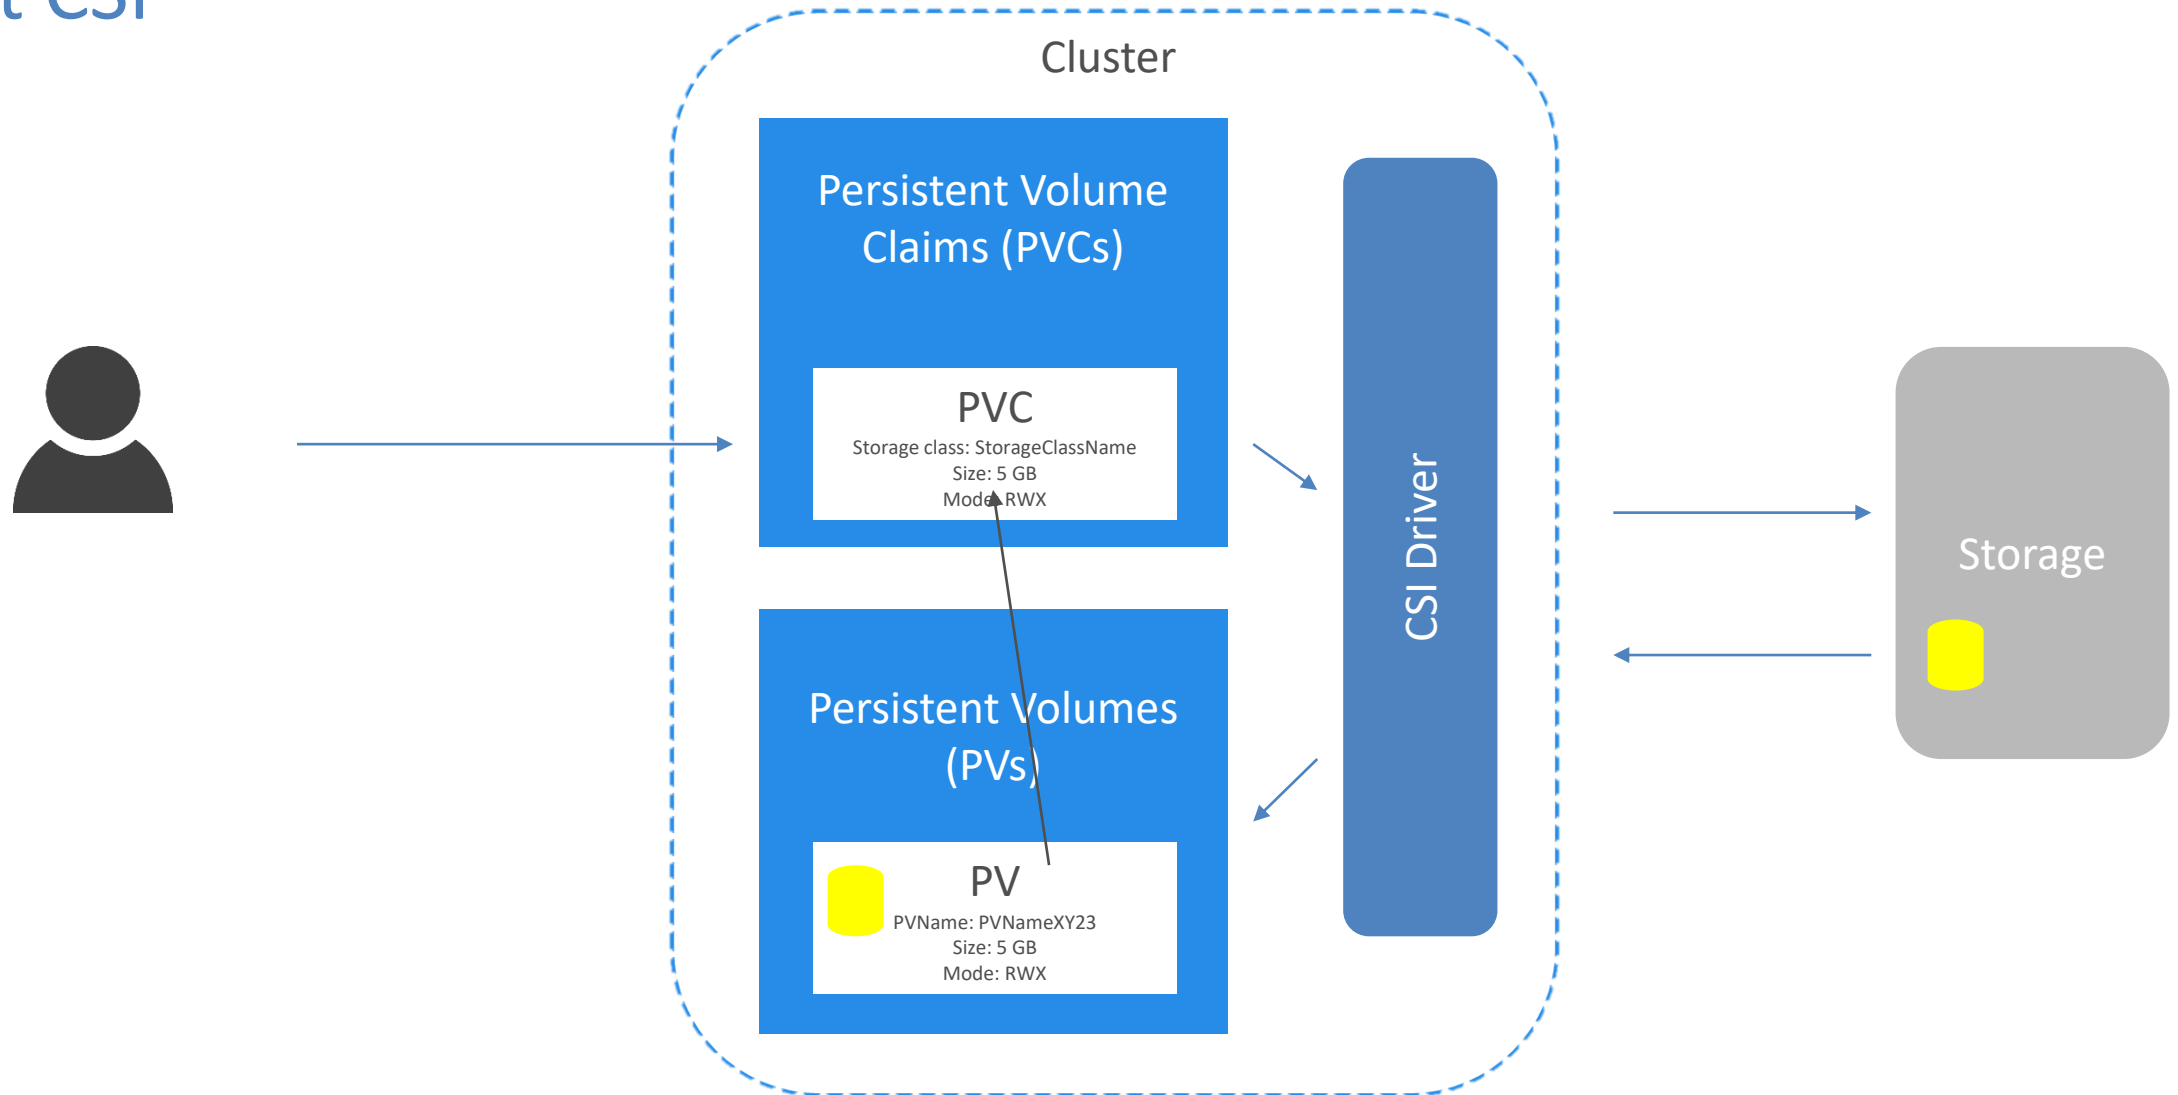 t CSI
Cluster
Persistent Volume
Claims (PVCs)
PVC
Storage class: StorageClassName
Size: 5 GB
Mode: RWX
CSI Driver
Storage
Persistent Volumes
(PVs)
PV
PVName: PVNameXY23
Size: 5 GB
Mode: RWX